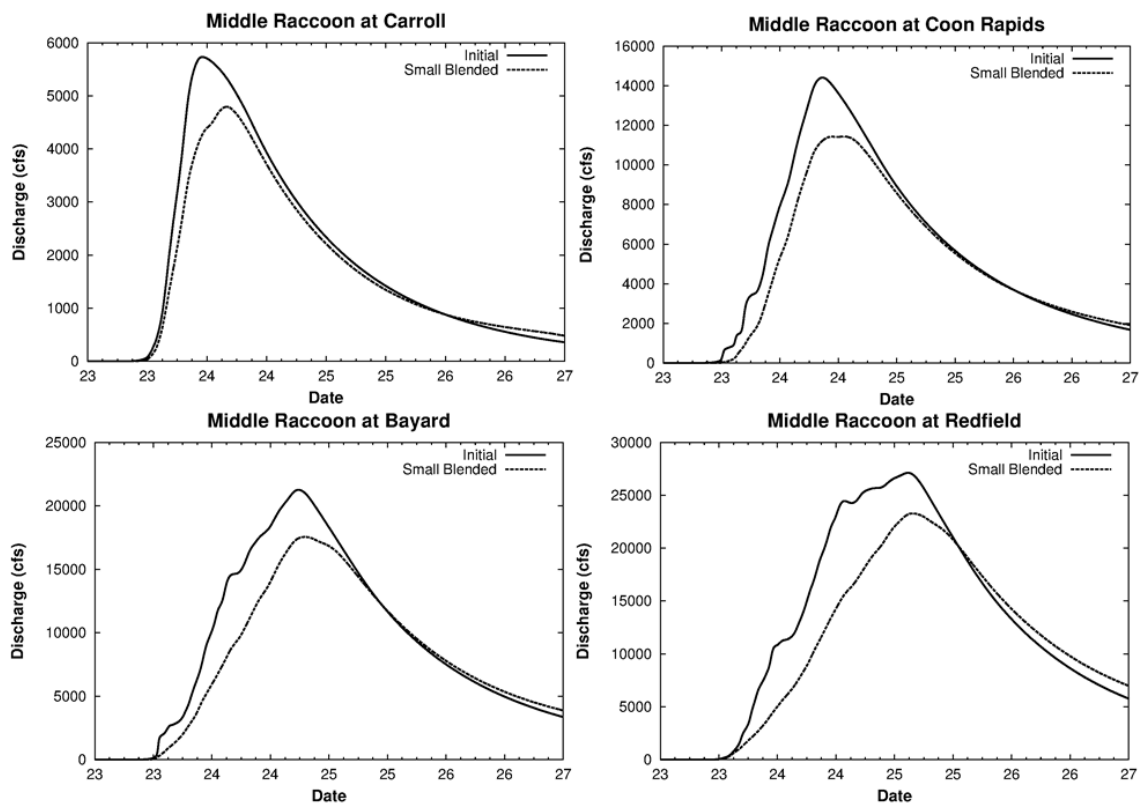 Middle Raccoon at Carroll
6000
5000
4000
3000
2000
1000
0
Discharge (cfs)
Initial
Small Blended
23 23 24 24 25 25 26 26 27
Date
Middle Raccoon at Coon Rapids
16000
14000
12000
10000
8000
6000
4000
2000
0
Discharge (cfs)
Initial
Small Blended
23 23 24 24 25 25 26 26 27
Date
Middle Raccoon at Bayard
25000
20000
15000
10000
5000
0
Discharge (cfs)
Initial
Small Blended
23 23 24 24 25 25 26 26 27
Date
Middle Raccoon at Redfield
30000
25000
20000
15000
10000
5000
0
Discharge (cfs)
Initial
Small Blended
23 23 24 24 25 25 26 26 27
Date